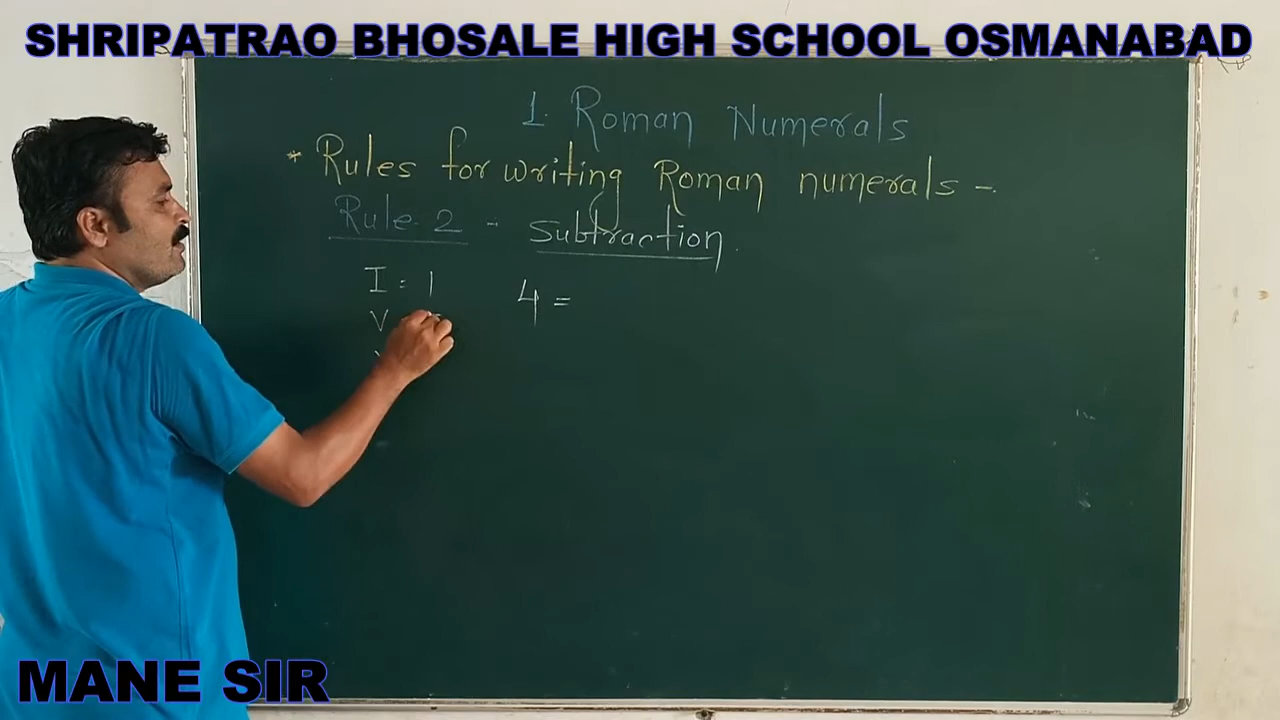 SHRIPATRAO BHOSALE HIGH SCHOOL OSMANABAD
1. Roman Numerals
* Rules for writing Roman numerals -
Rule. 2 - Subtraction.
I = 1 4 =
V
MANE SIR